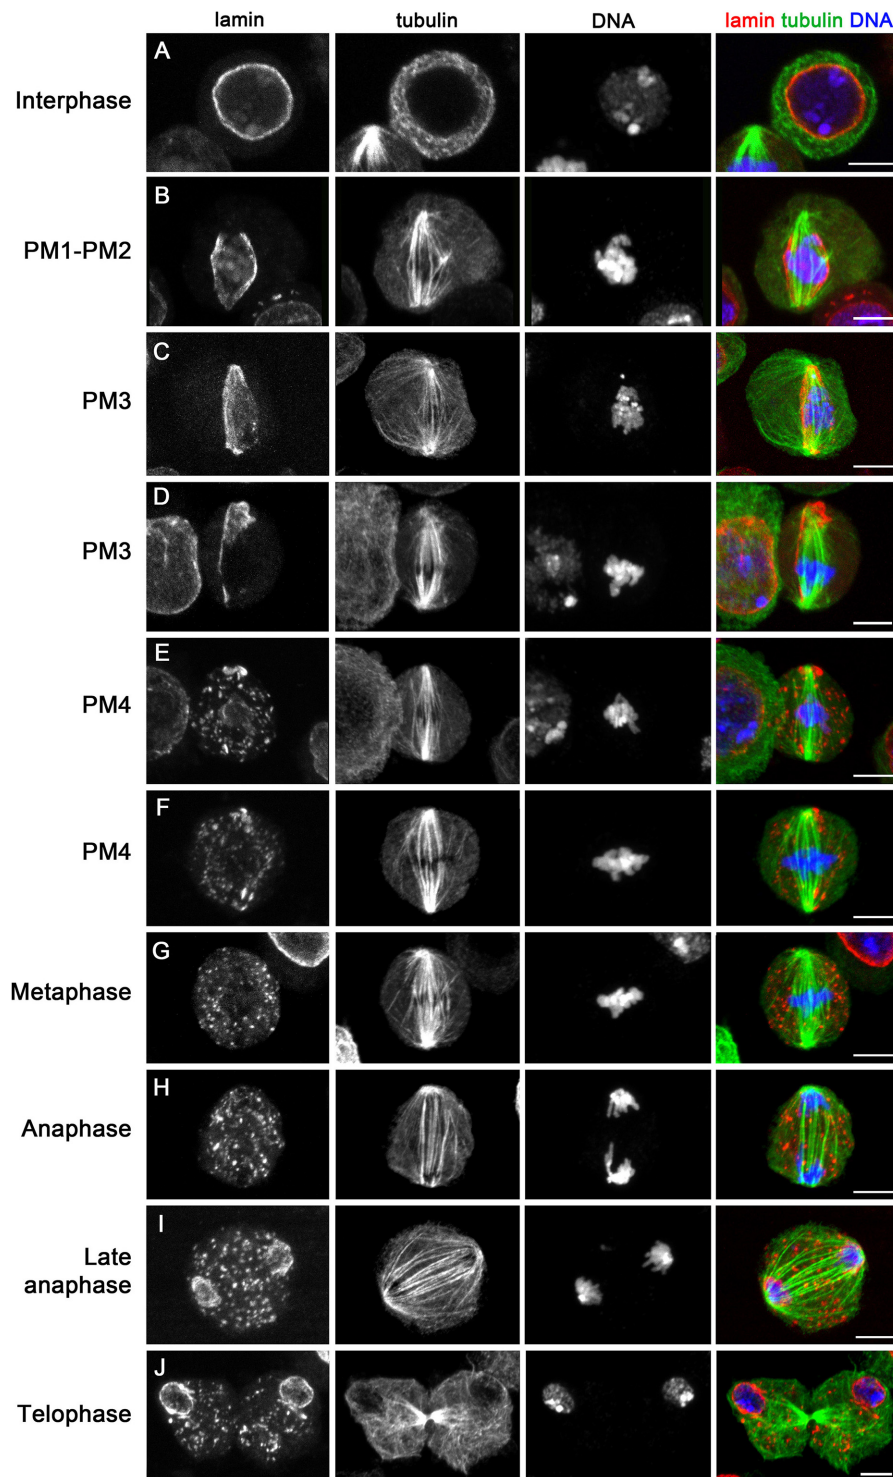 lamin tubulin DNA lamin tubulin DNA
A
Interphase
B
PM1-PM2
C
PM3
D
PM3
E
PM4
F
PM4
G
Metaphase
H
Anaphase
I
Late
anaphase
J
Telophase